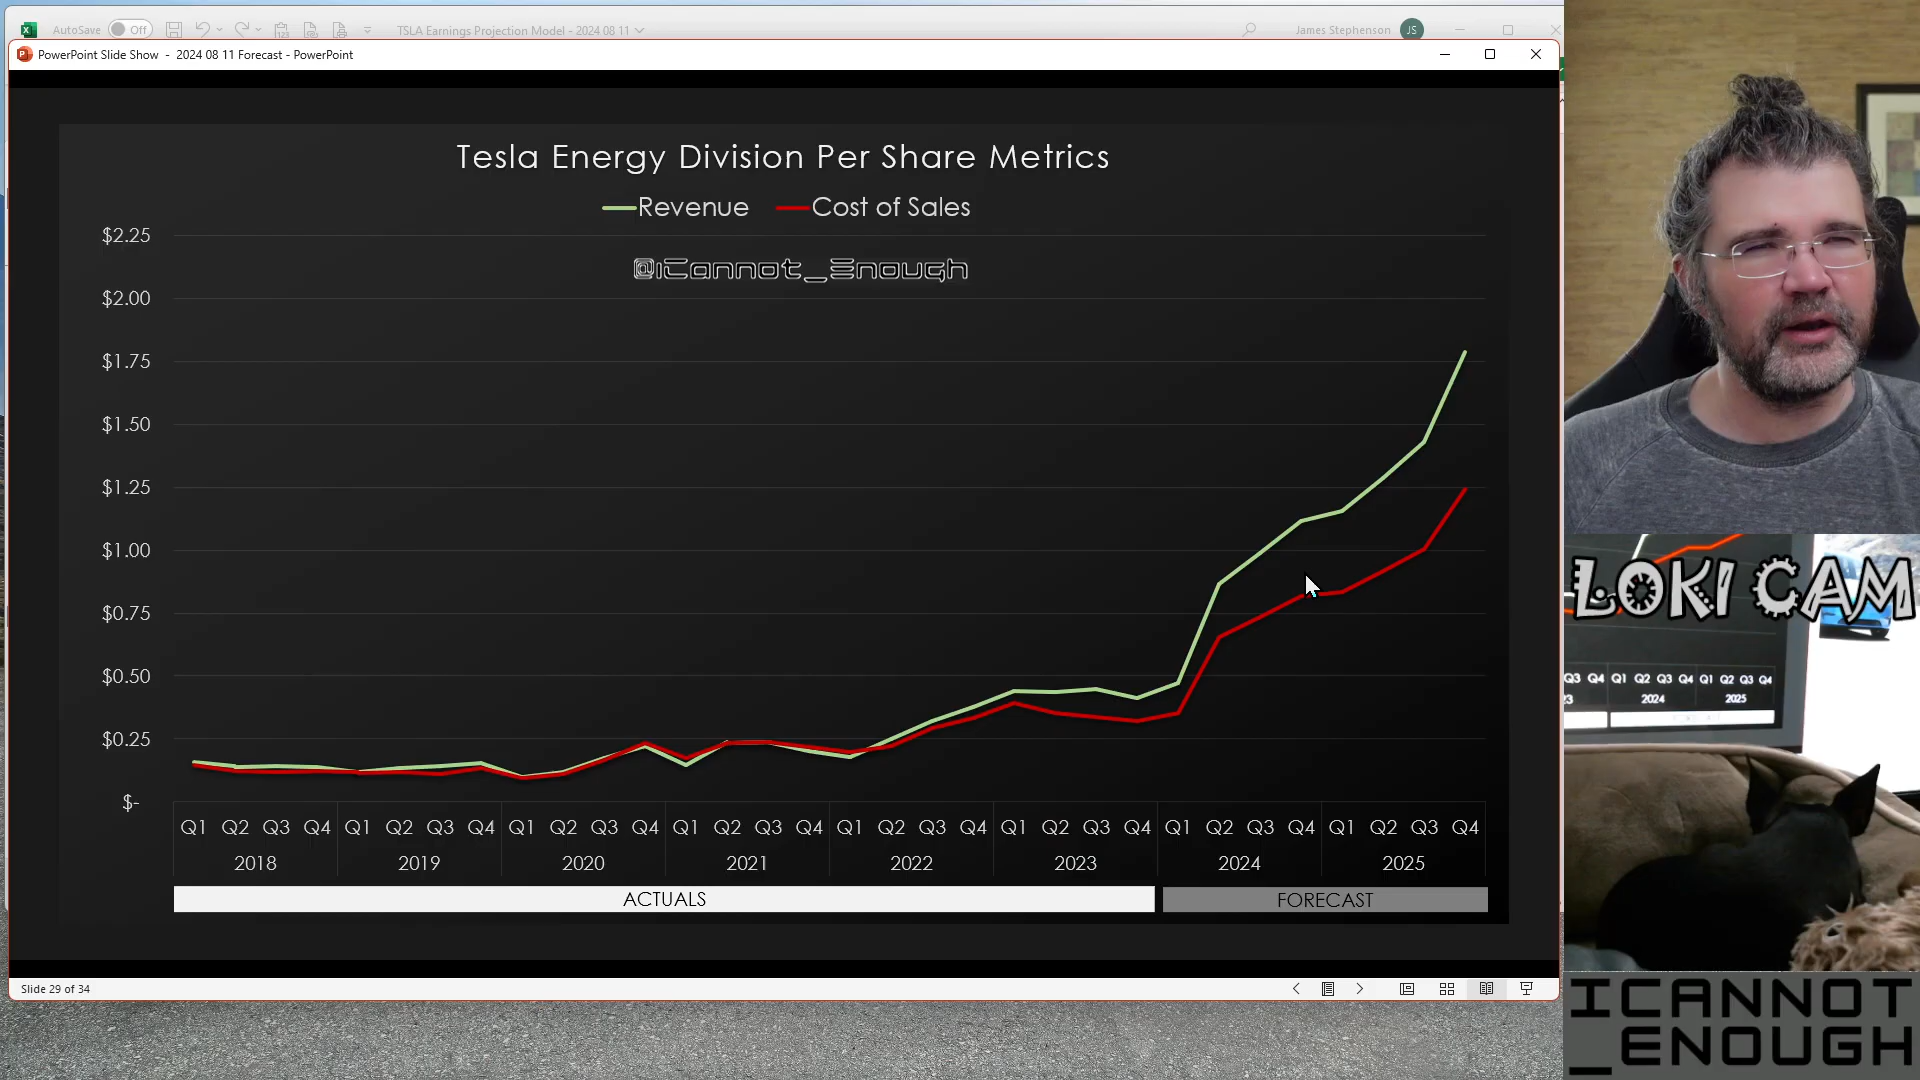 AutoSave Off TSLA Earnings Projection Model - 2024 08 11 James Stephenson JS
PowerPoint Slide Show - 2024 08 11 Forecast - PowerPoint
Tesla Energy Division Per Share Metrics
Revenue Cost of Sales
@iCannot_Enough
$2.25
$2.00
$1.75
$1.50
$1.25
$1.00
$0.75
$0.50
$0.25
$-
Q1 Q2 Q3 Q4 Q1 Q2 Q3 Q4 Q1 Q2 Q3 Q4 Q1 Q2 Q3 Q4 Q1 Q2 Q3 Q4 Q1 Q2 Q3 Q4 Q1 Q2 Q3 Q4 Q1 Q2 Q3 Q4
2018 2019 2020 2021 2022 2023 2024 2025
ACTUALS FORECAST
Slide 29 of 34
LOKI CAM
Q3 Q4 Q1 Q2 Q3 Q4 Q1 Q2 Q3 Q4
3 2024 2025
ICANNOT
_ENOUGH